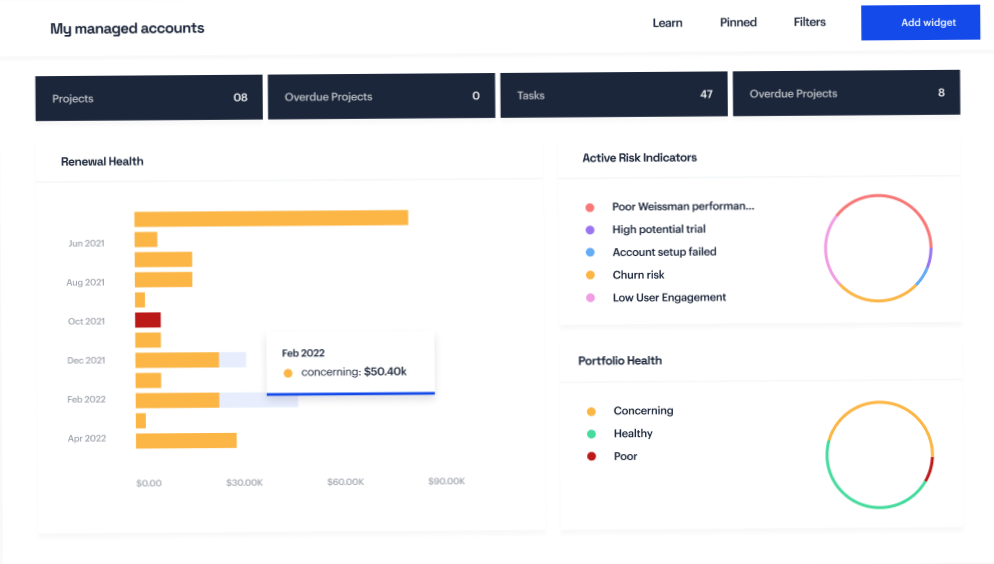 My managed accounts
Learn Pinned Filters Add widget
Projects 08
Overdue Projects 0
Tasks 47
Overdue Projects 8
Renewal Health
Jun 2021
Aug 2021
Oct 2021
Dec 2021
Feb 2022
Apr 2022
$0.00 $30.00K $60.00K $90.00K
Feb 2022
concerning: $50.40k
Active Risk Indicators
Poor Weissman performan...
High potential trial
Account setup failed
Churn risk
Low User Engagement
Portfolio Health
Concerning
Healthy
Poor